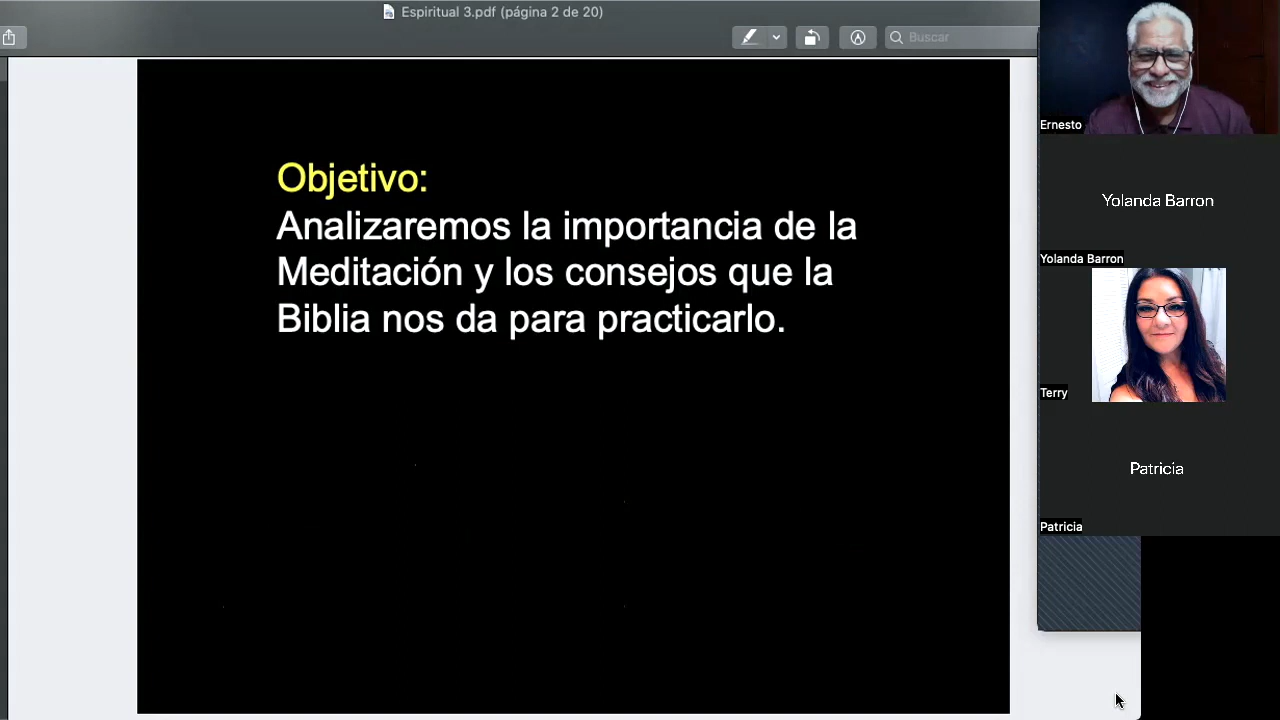 Espiritual 3.pdf (página 2 de 20)
Buscar
Objetivo:
Analizaremos la importancia de la
Meditación y los consejos que la
Biblia nos da para practicarlo.
Ernesto
Yolanda Barron
Yolanda Barron
Terry
Patricia
Patricia